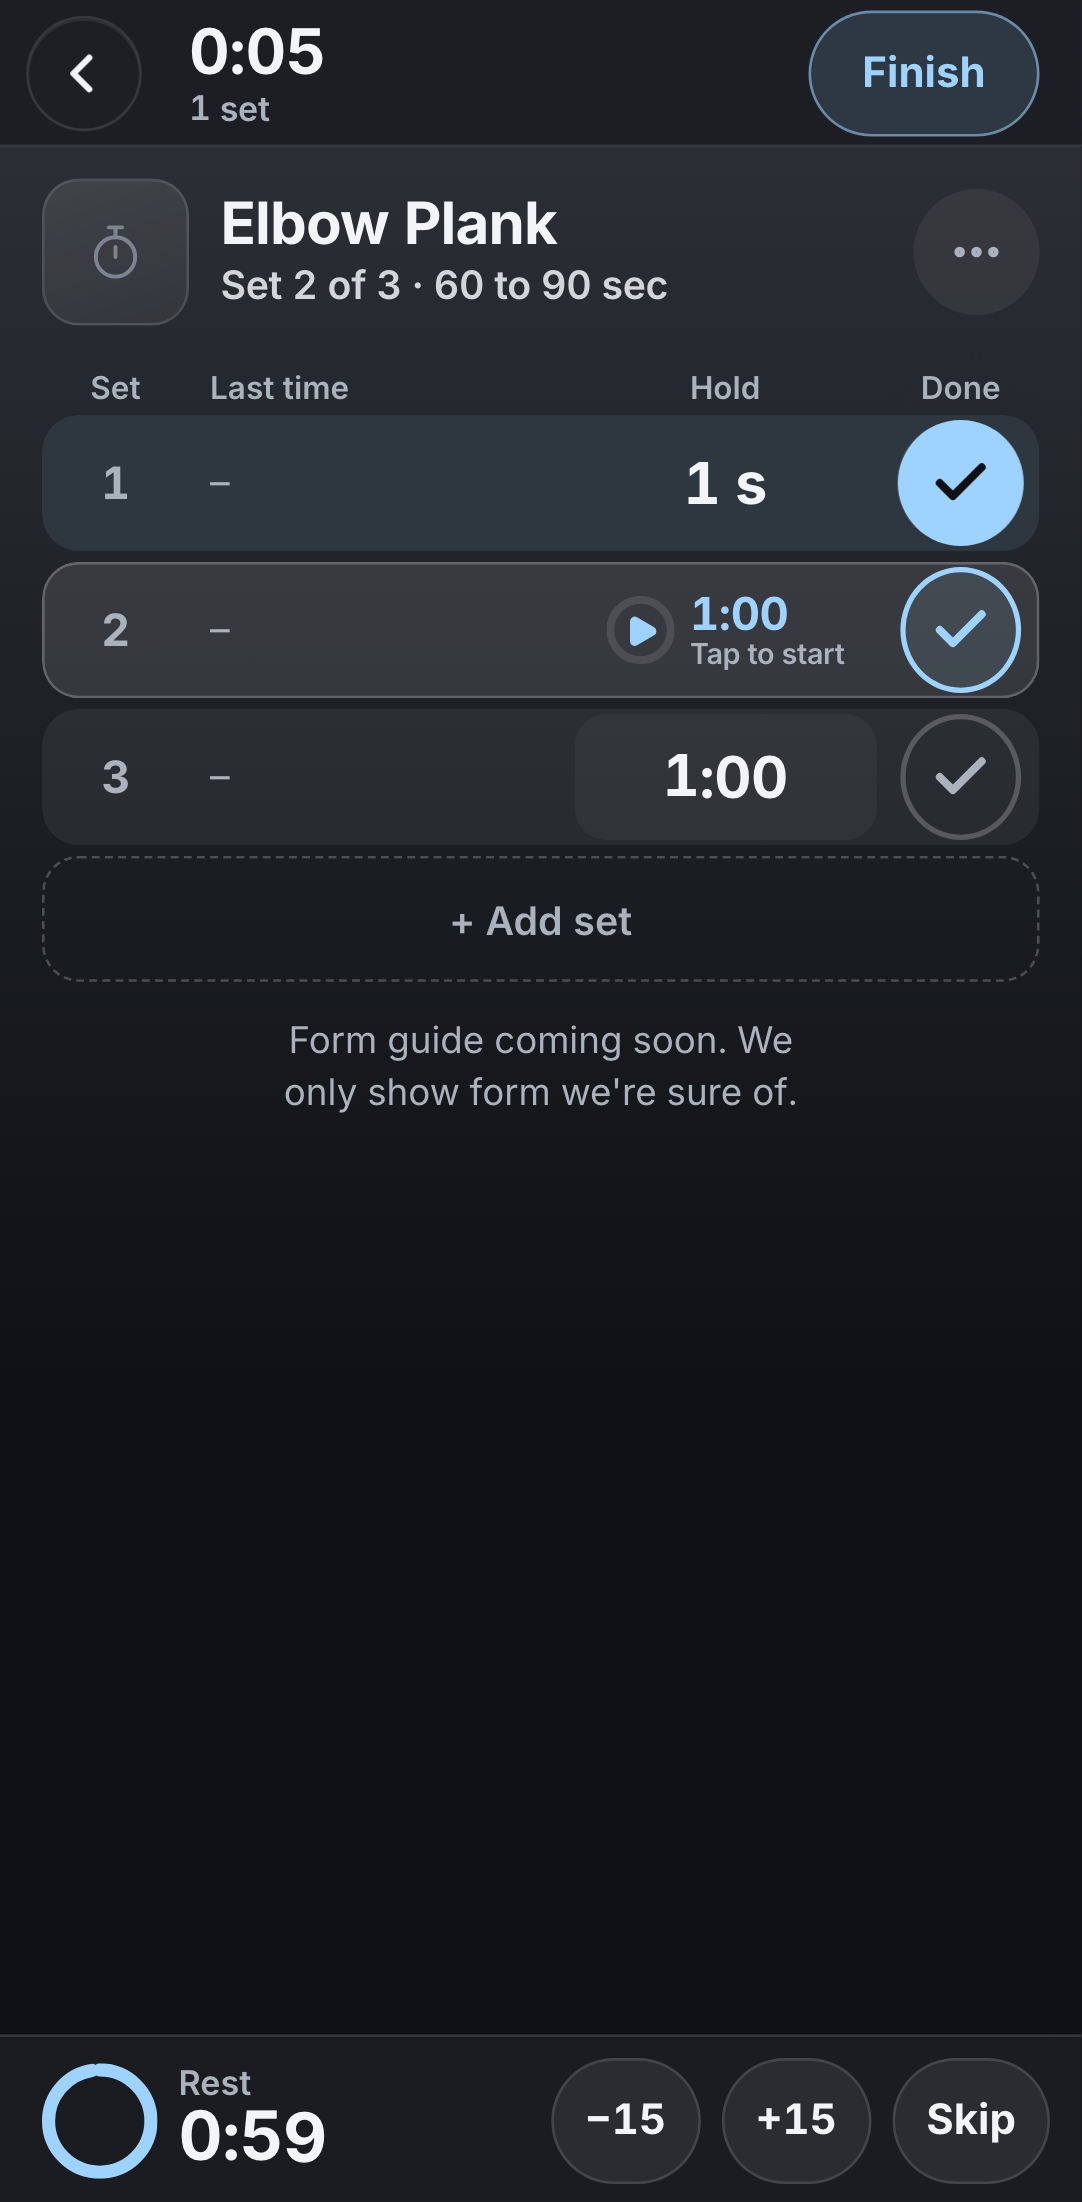 0:05
1 set
Finish
Elbow Plank
Set 2 of 3 · 60 to 90 sec
Set Last time Hold Done
1 – 1 s
2 – 1:00
Tap to start
3 – 1:00
+ Add set
Form guide coming soon. We
only show form we're sure of.
Rest
0:59
−15 +15 Skip